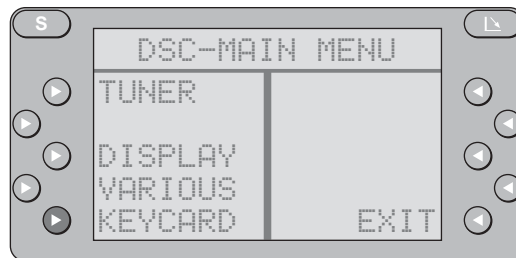 S
DSC-MAIN MENU
TUNER
DISPLAY
VARIOUS
KEYCARD EXIT